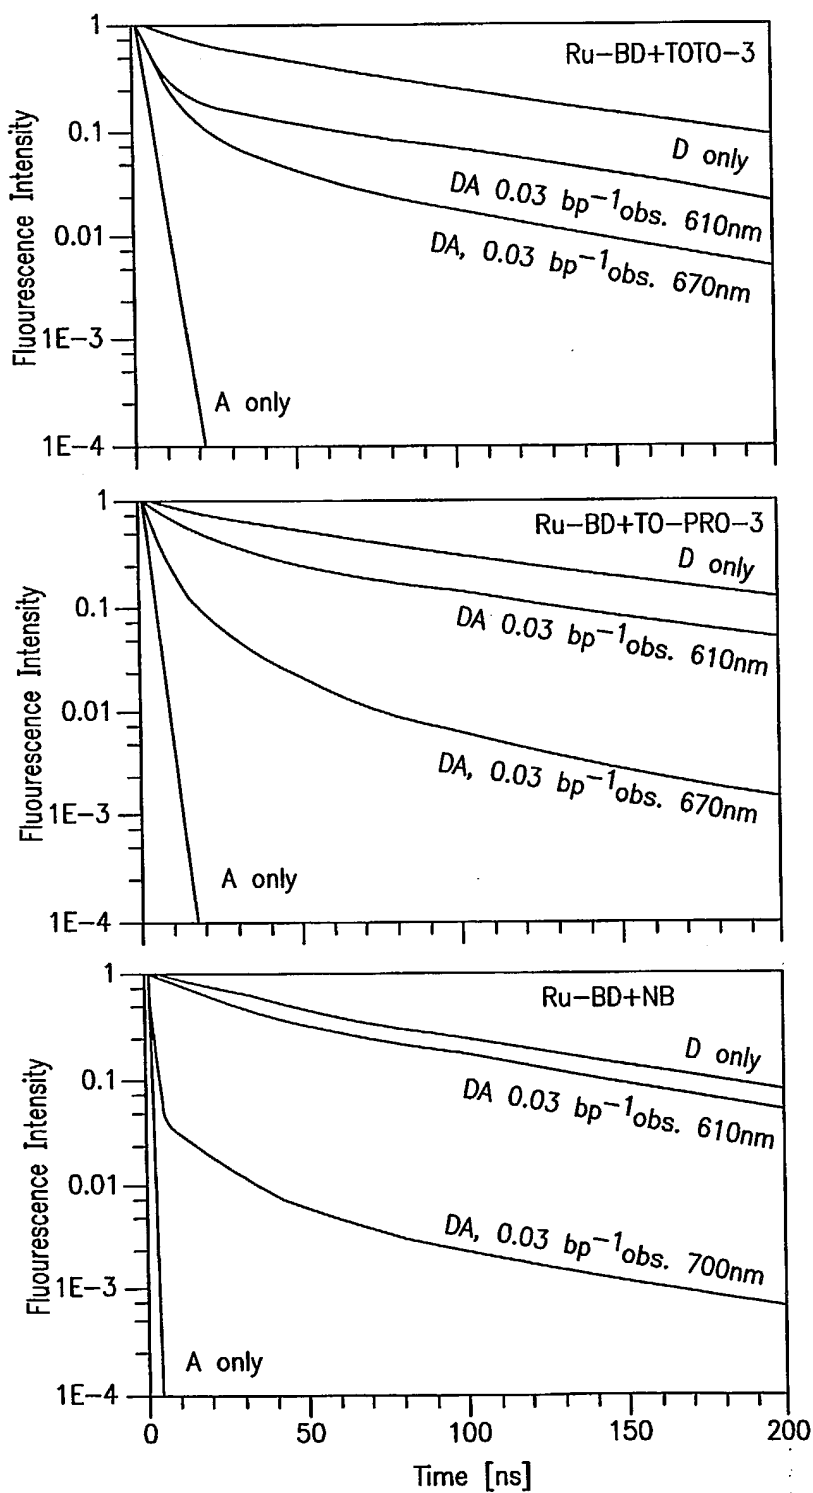 Ru-BD+TOTO-3
Fluourescence Intensity
1
0.1
0.01
1E-3
1E-4
D only
DA 0.03 bp⁻¹obs. 610nm
DA, 0.03 bp⁻¹obs. 670nm
A only
Ru-BD+TO-PRO-3
Fluourescence Intensity
1
0.1
0.01
1E-3
1E-4
D only
DA 0.03 bp⁻¹obs. 610nm
DA, 0.03 bp⁻¹obs. 670nm
A only
Ru-BD+NB
Fluourescence Intensity
1
0.1
0.01
1E-3
1E-4
D only
DA 0.03 bp⁻¹obs. 610nm
DA, 0.03 bp⁻¹obs. 700nm
A only
0 50 100 150 200
Time [ns]